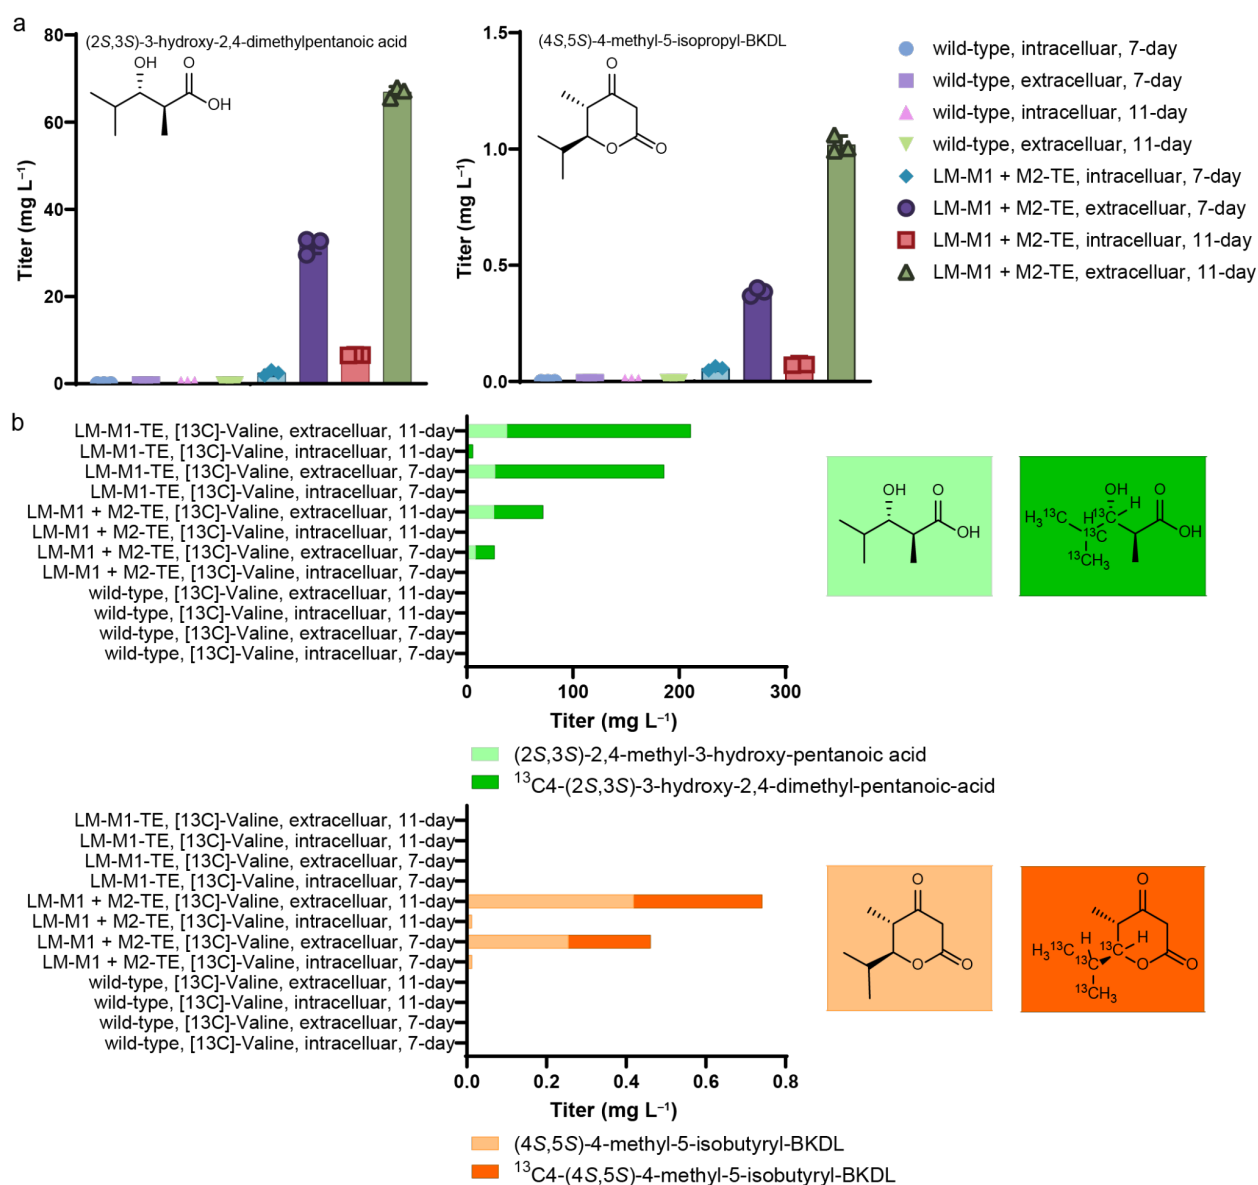 a
(2S,3S)-3-hydroxy-2,4-dimethylpentanoic acid
80
60
40
20
0
Titer (mg L⁻¹)
OH
O
OH
(4S,5S)-4-methyl-5-isopropyl-BKDL
1.5
1.0
0.5
0.0
Titer (mg L⁻¹)
O
O
O
wild-type, intracelluar, 7-day
wild-type, extracelluar, 7-day
wild-type, intracelluar, 11-day
wild-type, extracelluar, 11-day
LM-M1 + M2-TE, intracelluar, 7-day
LM-M1 + M2-TE, extracelluar, 7-day
LM-M1 + M2-TE, intracelluar, 11-day
LM-M1 + M2-TE, extracelluar, 11-day
b
LM-M1-TE, [13C]-Valine, extracelluar, 11-day
LM-M1-TE, [13C]-Valine, intracelluar, 11-day
LM-M1-TE, [13C]-Valine, extracelluar, 7-day
LM-M1-TE, [13C]-Valine, intracelluar, 7-day
LM-M1 + M2-TE, [13C]-Valine, extracelluar, 11-day
LM-M1 + M2-TE, [13C]-Valine, intracelluar, 11-day
LM-M1 + M2-TE, [13C]-Valine, extracelluar, 7-day
LM-M1 + M2-TE, [13C]-Valine, intracelluar, 7-day
wild-type, [13C]-Valine, extracelluar, 11-day
wild-type, [13C]-Valine, intracelluar, 11-day
wild-type, [13C]-Valine, extracelluar, 7-day
wild-type, [13C]-Valine, intracelluar, 7-day
0 100 200 300
Titer (mg L⁻¹)
OH
O
OH
OH
O
H
H₃¹³C
H
¹³C
¹³C
OH
¹³CH₃
(2S,3S)-2,4-methyl-3-hydroxy-pentanoic acid
¹³C4-(2S,3S)-3-hydroxy-2,4-dimethyl-pentanoic-acid
LM-M1-TE, [13C]-Valine, extracelluar, 11-day
LM-M1-TE, [13C]-Valine, intracelluar, 11-day
LM-M1-TE, [13C]-Valine, extracelluar, 7-day
LM-M1-TE, [13C]-Valine, intracelluar, 7-day
LM-M1 + M2-TE, [13C]-Valine, extracelluar, 11-day
LM-M1 + M2-TE, [13C]-Valine, intracelluar, 11-day
LM-M1 + M2-TE, [13C]-Valine, extracelluar, 7-day
LM-M1 + M2-TE, [13C]-Valine, intracelluar, 7-day
wild-type, [13C]-Valine, extracelluar, 11-day
wild-type, [13C]-Valine, intracelluar, 11-day
wild-type, [13C]-Valine, extracelluar, 7-day
wild-type, [13C]-Valine, intracelluar, 7-day
0.0 0.2 0.4 0.6 0.8
Titer (mg L⁻¹)
O
O
O
O
H
H
H₃¹³C
¹³C
¹³C
O
O
¹³CH₃
(4S,5S)-4-methyl-5-isobutyryl-BKDL
¹³C4-(4S,5S)-4-methyl-5-isobutyryl-BKDL